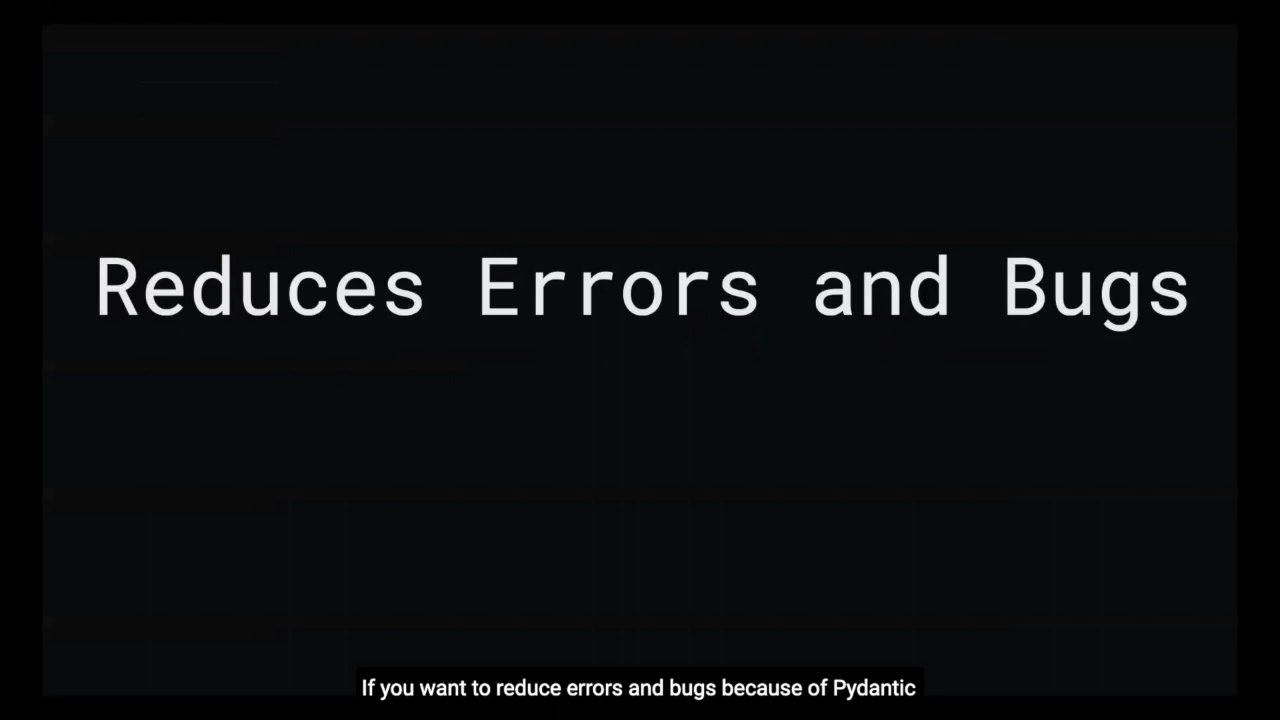 Reduces Errors and Bugs
If you want to reduce errors and bugs because of Pydantic